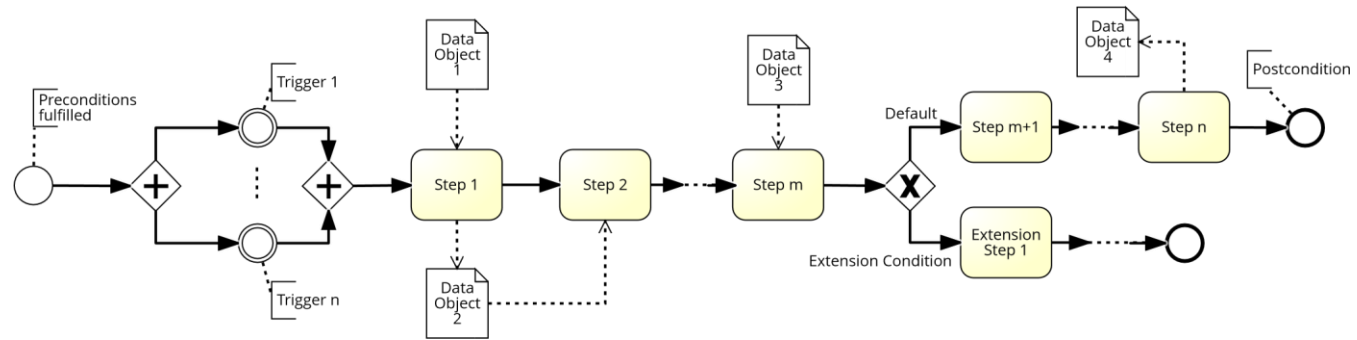 Preconditions
fulfilled
Trigger 1
Trigger n
Data
Object
1
Step 1
Data
Object
2
Step 2
Data
Object
3
Step m
Default
Extension Condition
Step m+1
Extension
Step 1
Data
Object
4
Step n
Postcondition